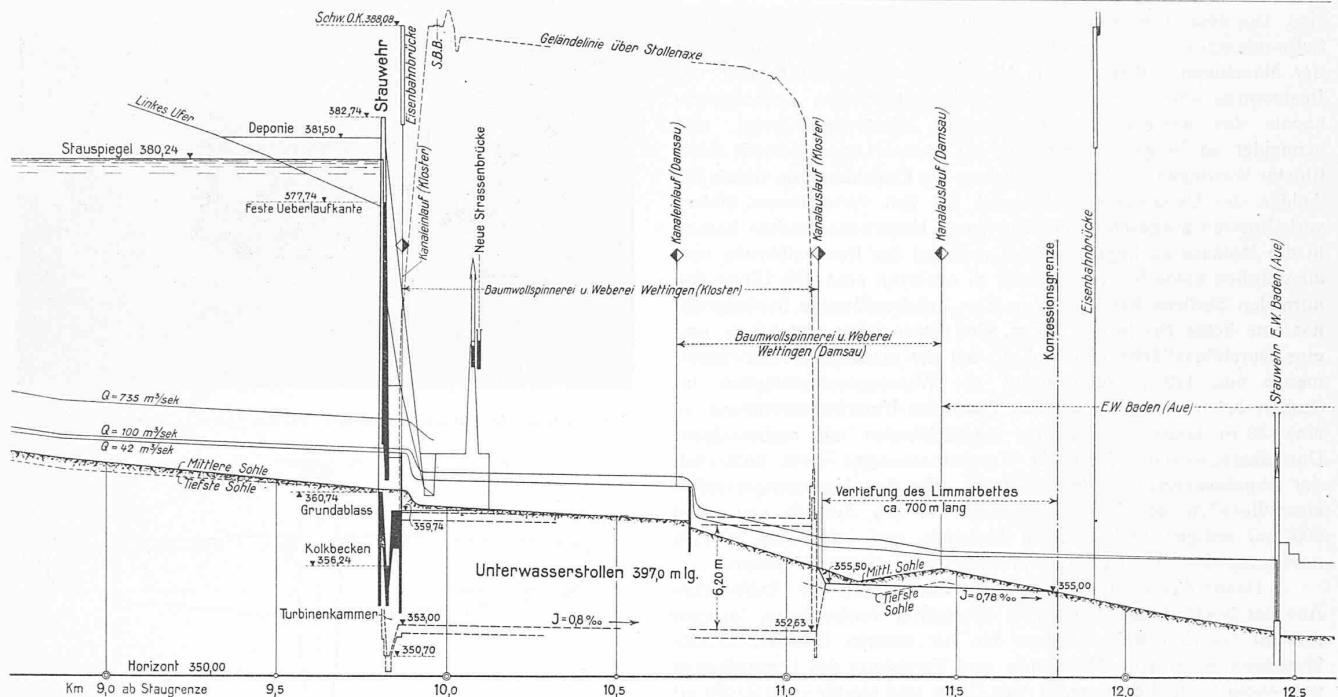 Schw. O.K. 388,08
Stauwehr
Eisenbahnbrücke
S.B.B.
Geländelinie über Stollenaxe
Linkes Ufer
382,74
Deponie 381,50
Stauspiegel 380,24
377,74
Feste Ueberlaufkante
Kanaleinlauf (Kloster)
Neue Strassenbrücke
Kanaleinlauf (Damsau)
Kanalauslauf (Kloster)
Kanalauslauf (Damsau)
Konzessionsgrenze
Eisenbahnbrücke
Stauwehr E.W. Baden (Aue)
Baumwollspinnerei u. Weberei Wettingen (Kloster)
Baumwollspinnerei u. Weberei
Wettingen (Damsau)
E.W. Baden (Aue)
Q = 735 m³/sek
Q = 100 m³/sek
Q = 42 m³/sek
Mittlere Sohle
Tiefste Sohle
360,74
Grundablass
359,74
Kolkbecken
356,24
Unterwasserstollen 397,0 m lg.
6,20 m
Vertiefung des Limmatbettes
ca. 700 m lang
355,50
Mittl. Sohle
Tiefste
Sohle
355,00
J = 0,78 ‰
Turbinenkammer
353,00
J = 0,8 ‰
352,63
350,70
Horizont 350,00
Km 9,0 ab Staugrenze
9,5
10,0
10,5
11,0
11,5
12,0
12,5